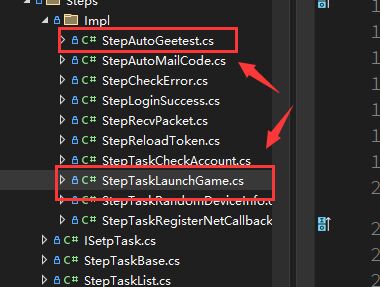 Steps
Impl
C# StepAutoGeetest.cs
C# StepAutoMailCode.cs
C# StepCheckError.cs
C# StepLoginSuccess.cs
C# StepRecvPacket.cs
C# StepReloadToken.cs
C# StepTaskCheckAccount.cs
C# StepTaskLaunchGame.cs
C# StepTaskRandomDeviceInfo.c
C# StepTaskRegisterNetCallback
C# ISetpTask.cs
C# StepTaskBase.cs
C# StepTaskList.cs